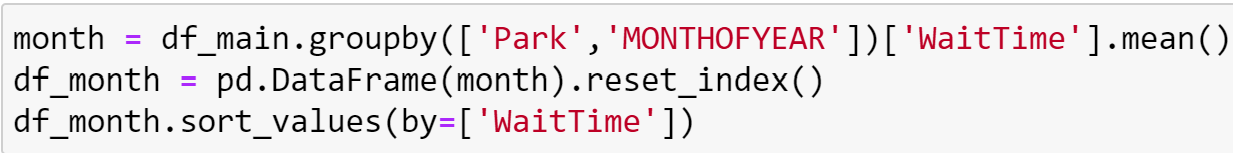 month = df_main.groupby(['Park','MONTHOFYEAR'])['WaitTime'].mean()
df_month = pd.DataFrame(month).reset_index()
df_month.sort_values(by=['WaitTime'])